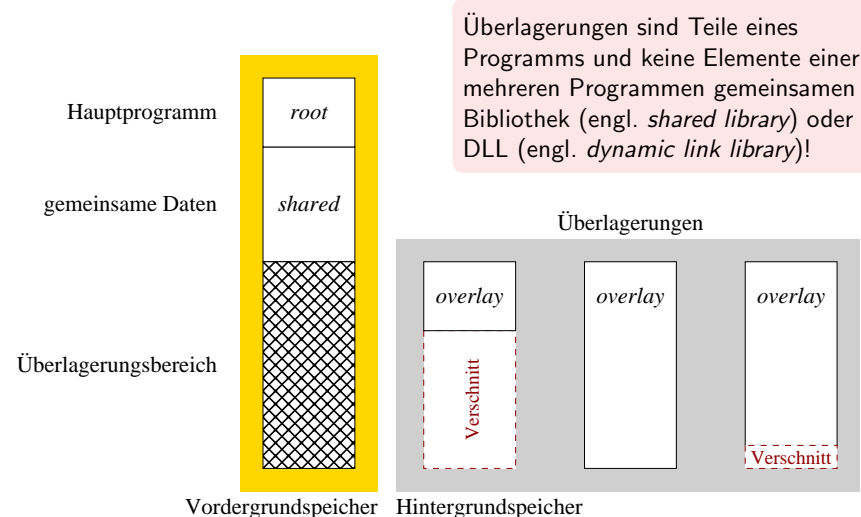 Überlagerungen sind Teile eines
Programms und keine Elemente einer
mehreren Programmen gemeinsamen
Bibliothek (engl. shared library) oder
DLL (engl. dynamic link library)!
Hauptprogramm
root
gemeinsame Daten
shared
Überlagerungen
overlay
overlay
overlay
Überlagerungsbereich
Verschnitt
Verschnitt
Vordergrundspeicher
Hintergrundspeicher